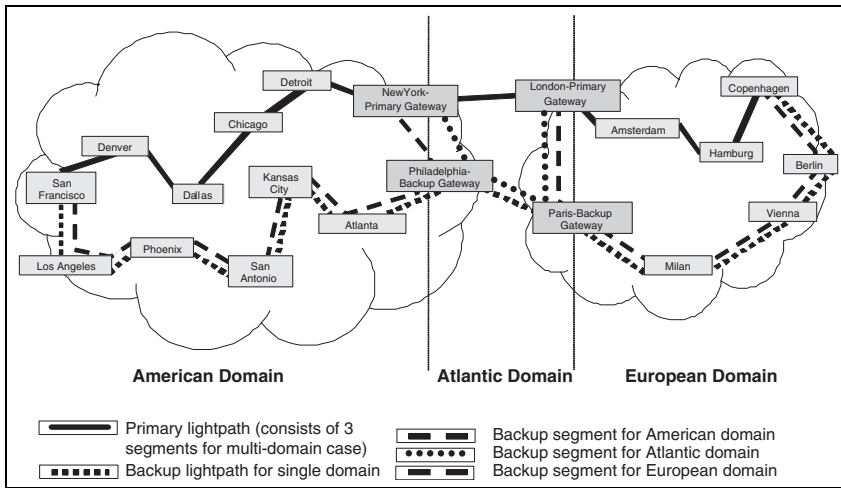 Detroit
NewYork-
Primary Gateway
London-Primary
Gateway
Copenhagen
Chicago
Amsterdam
Denver
Hamburg
Berlin
San
Francisco
Dallas
Kansas
City
Philadelphia-
Backup Gateway
Atlanta
Paris-Backup
Gateway
Vienna
Phoenix
Los Angeles
San
Antonio
Milan
American Domain
Atlantic Domain
European Domain
Primary lightpath (consists of 3
segments for multi-domain case)
Backup lightpath for single domain
Backup segment for American domain
Backup segment for Atlantic domain
Backup segment for European domain